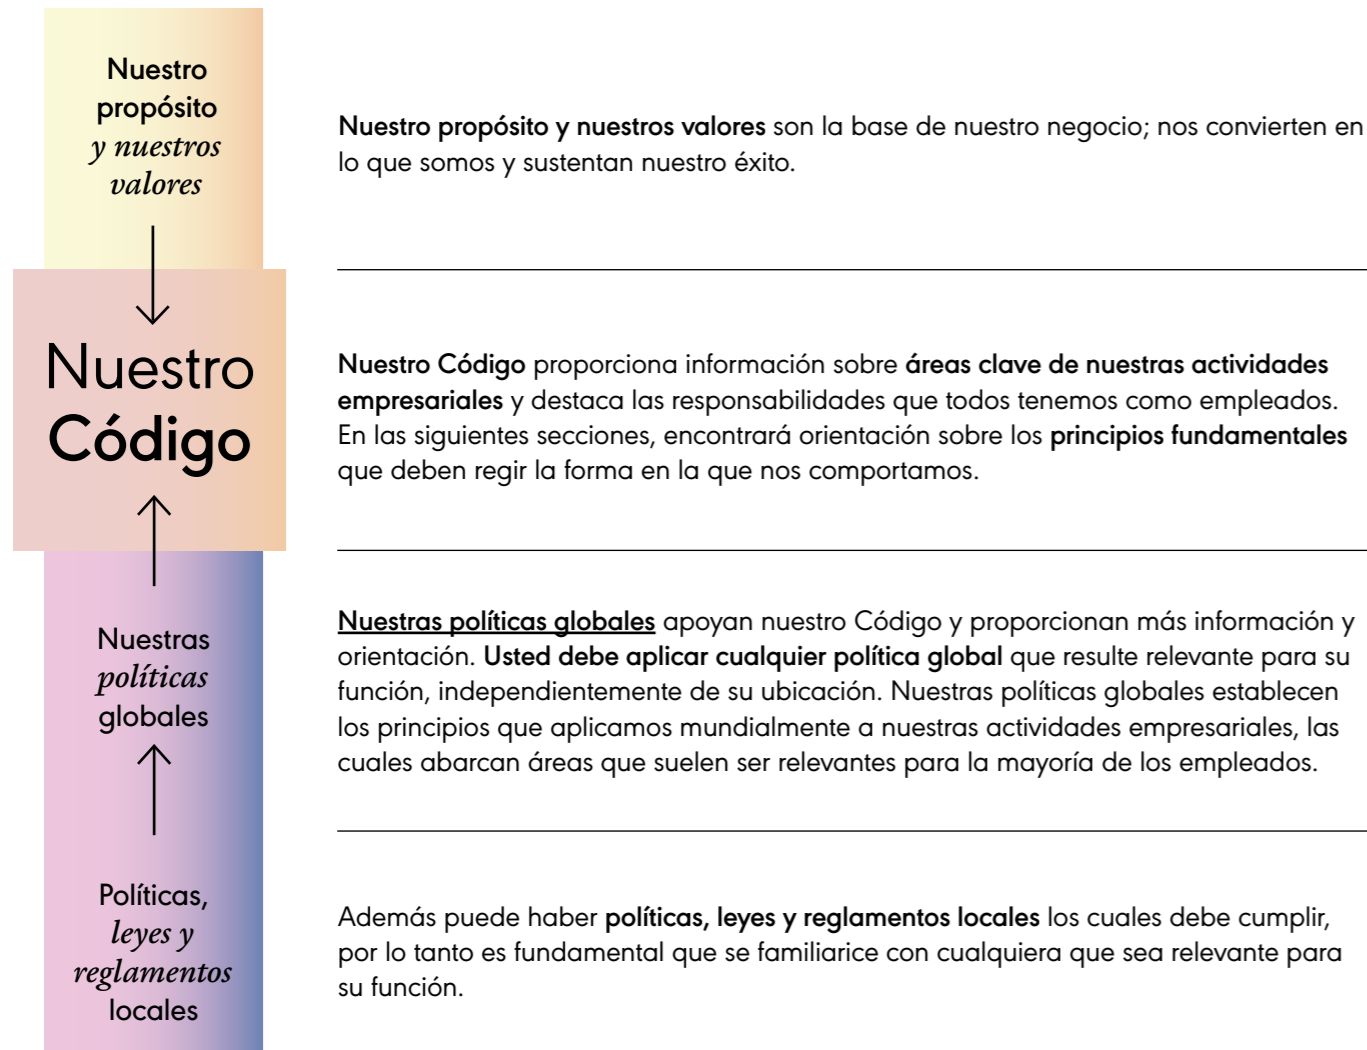 Nuestro
propósito
y nuestros
valores
Nuestro propósito y nuestros valores son la base de nuestro negocio; nos convierten en
lo que somos y sustentan nuestro éxito.
Nuestro
Código
Nuestro Código proporciona información sobre áreas clave de nuestras actividades
empresariales y destaca las responsabilidades que todos tenemos como empleados.
En las siguientes secciones, encontrará orientación sobre los principios fundamentales
que deben regir la forma en la que nos comportamos.
Nuestras
políticas
globales
Nuestras políticas globales apoyan nuestro Código y proporcionan más información y
orientación. Usted debe aplicar cualquier política global que resulte relevante para su
función, independientemente de su ubicación. Nuestras políticas globales establecen
los principios que aplicamos mundialmente a nuestras actividades empresariales, las
cuales abarcan áreas que suelen ser relevantes para la mayoría de los empleados.
Políticas,
leyes y
reglamentos
locales
Además puede haber políticas, leyes y reglamentos locales los cuales debe cumplir,
por lo tanto es fundamental que se familiarice con cualquiera que sea relevante para
su función.